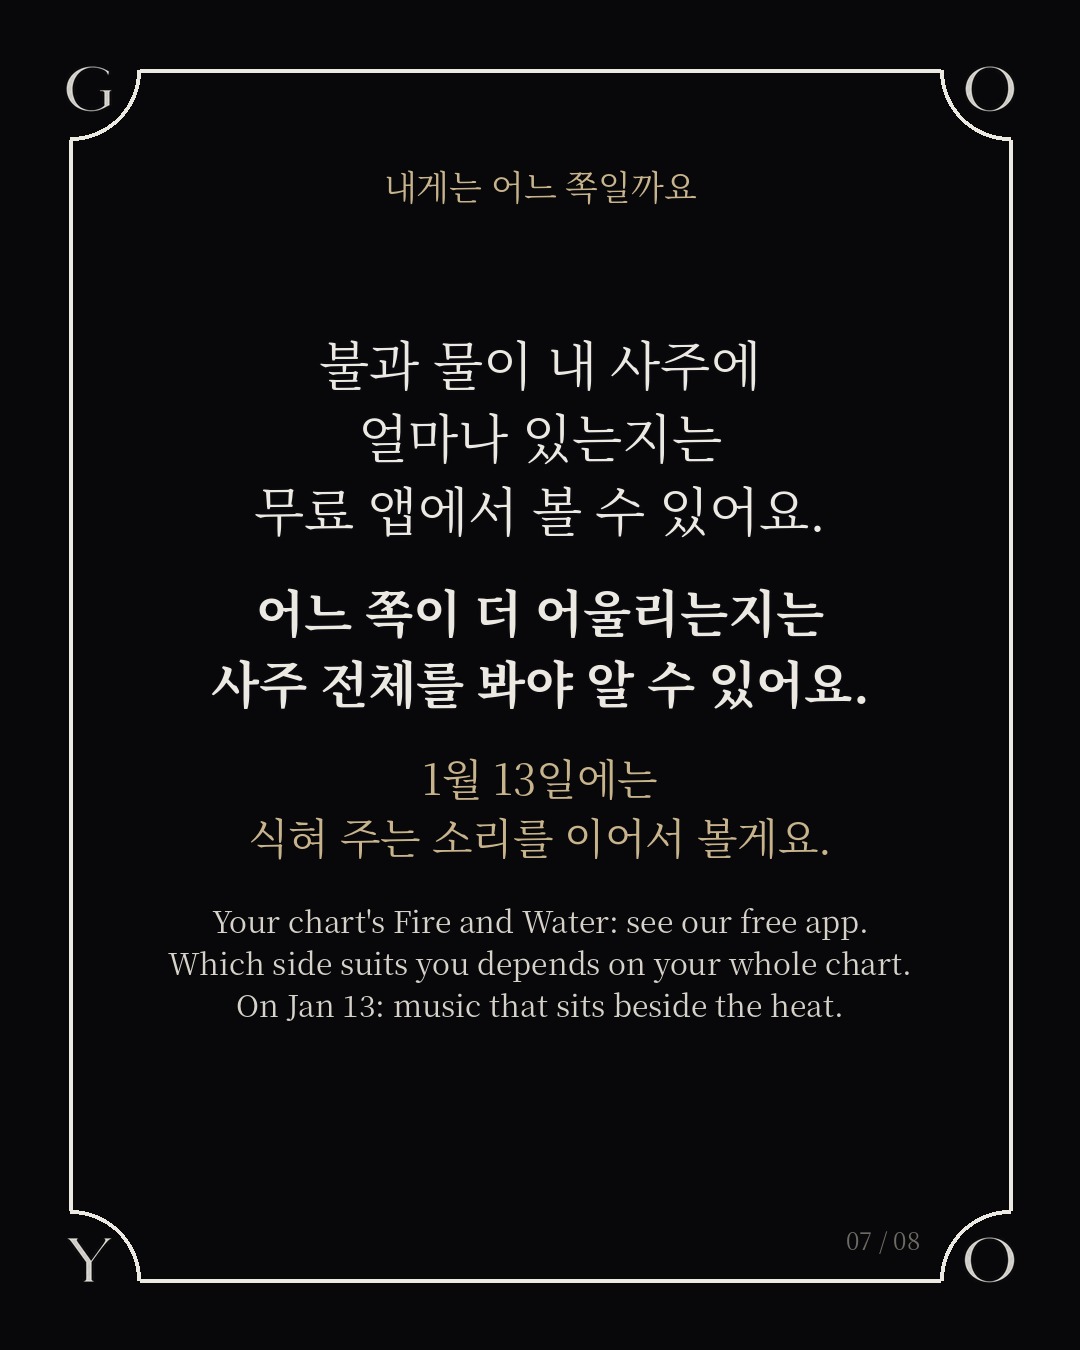 G O
내게는 어느 쪽일까요
불과 물이 내 사주에
얼마나 있는지는
무료 앱에서 볼 수 있어요.
어느 쪽이 더 어울리는지는
사주 전체를 봐야 알 수 있어요.
1월 13일에는
식혀 주는 소리를 이어서 볼게요.
Your chart's Fire and Water: see our free app.
Which side suits you depends on your whole chart.
On Jan 13: music that sits beside the heat.
07 / 08
Y O